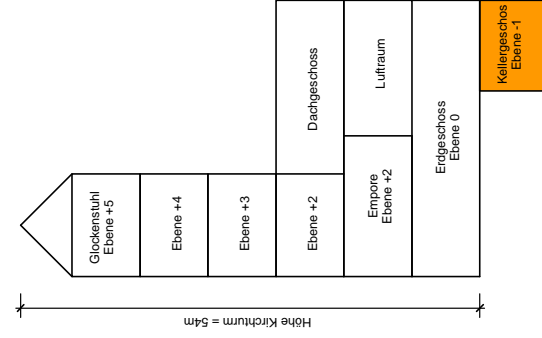 Glockenstuhl
Ebene +5
Ebene +4
Ebene +3
Ebene +2
Dachgeschoss
Empore
Ebene +2
Luftraum
Erdgeschoss
Ebene 0
Kellergeschos
Ebene -1
Höhe Kirchturm = 54m